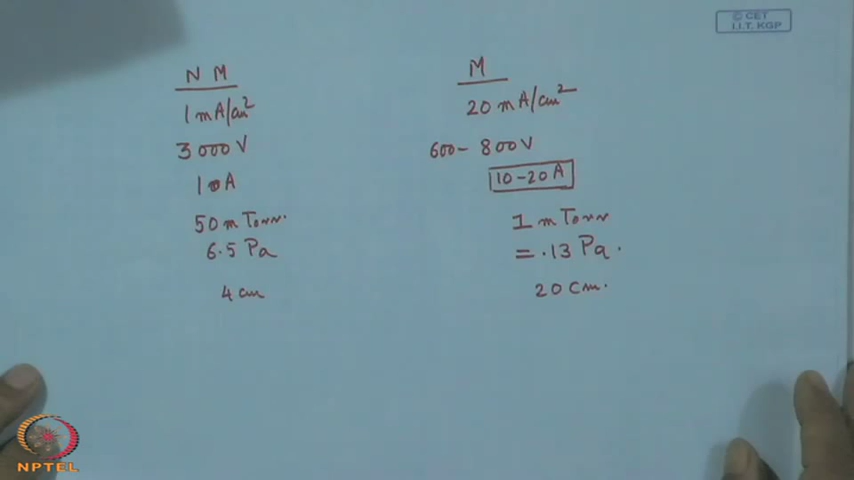 © CET
I.I.T. KGP
N M
1 mA/cm²
3000 V
A
50 m Torr.
6.5 Pa
4 cm
M
20 mA/cm²
600 – 800 V
10 – 20 A
1 m Torr
= .13 Pa.
20 Cm.
NPTEL